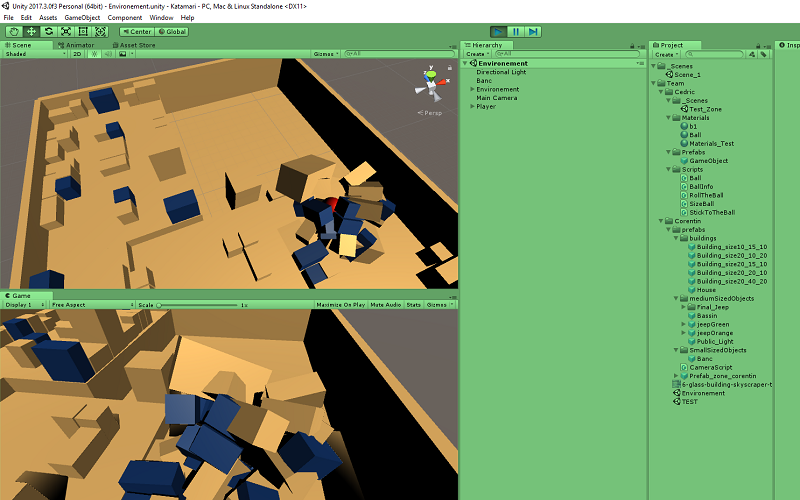 Unity 2017.3.0f3 Personal (64bit) - Environement.unity - Katamari - PC, Mac & Linux Standalone <DX11>
File Edit Assets GameObject Component Window Help
Center Global
Scene Animator Asset Store
Shaded 2D Gizmos All
Persp
Game
Display 1 Free Aspect Scale 1x Maximize On Play Mute Audio Stats Gizmos
Hierarchy
Create All
Environement
Directional Light
Banc
Environement
Main Camera
Player
Project
Create
_Scenes
Scene_1
Team
Cedric
_Scenes
Test_Zone
Materials
b1
Ball
Materials_Test
Prefabs
GameObject
Scripts
Ball
BallInfo
RollTheBall
SizeBall
StickToTheBall
Corentin
prefabs
buildings
Building_size10_15_10
Building_size20_10_20
Building_size20_15_10
Building_size20_20_10
Building_size20_40_20
House
mediumSizedObjects
Final_Jeep
Bassin
jeepGreen
jeepOrange
Public_Light
SmallSizedObjects
Banc
CameraScript
Prefab_zone_corentin
6-glass-building-skyscraper-t
Environement
TEST
Insp